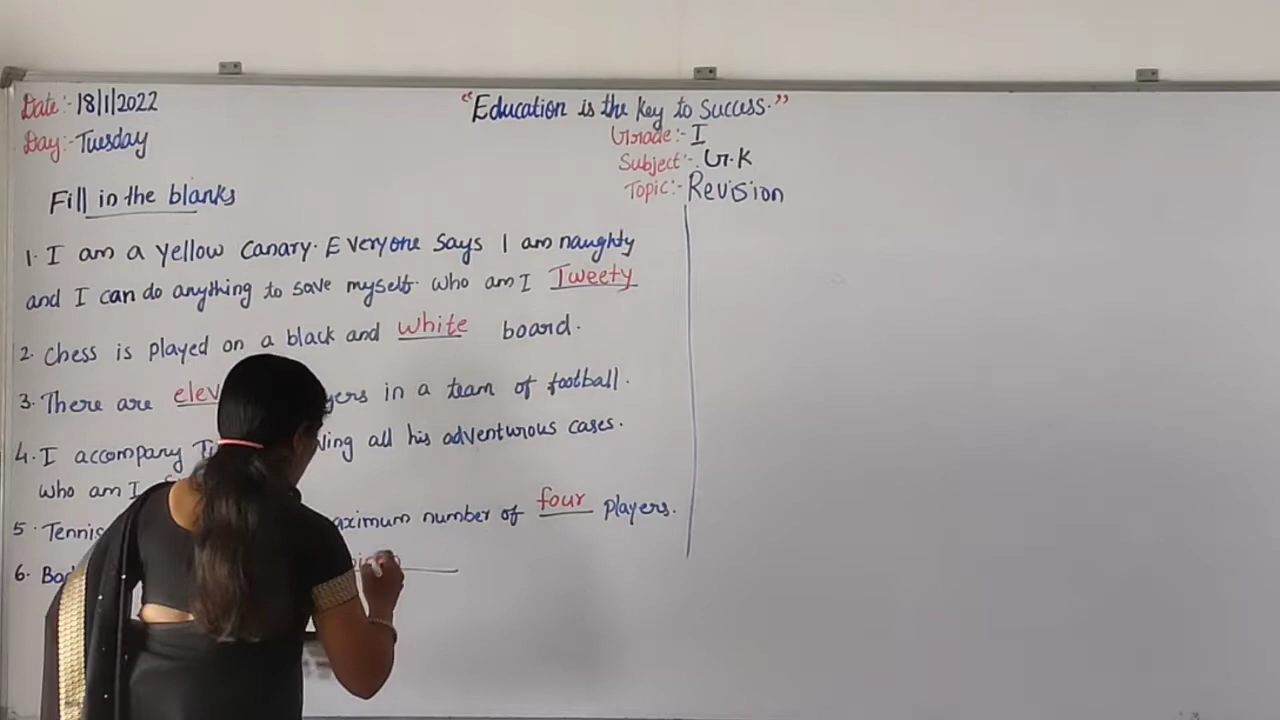 Date:- 18/1/2022
Day:- Tuesday
"Education is the key to success."
Grade:- I
Subject:- G.K
Topic:- Revision
Fill in the blanks
1. I am a yellow canary. Everyone says I am naughty
and I can do anything to save myself. who am I Tweety
2. Chess is played on a black and white board.
3. There are in a team of football.
4. I accompany all his adventurous cases.
who am I
5. Tennis number of four players.
6.